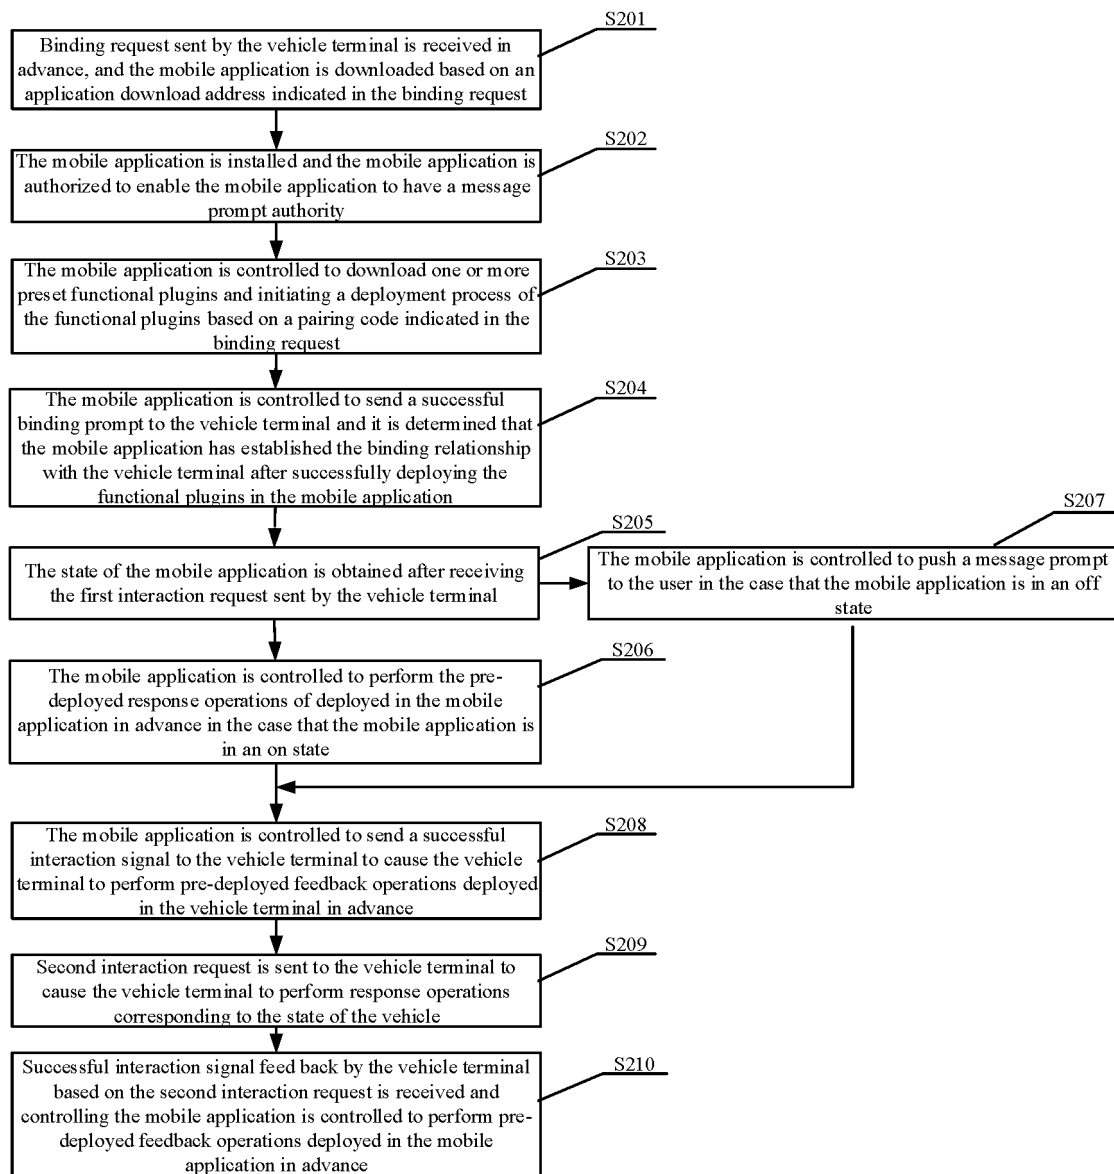 S201
Binding request sent by the vehicle terminal is received in
advance, and the mobile application is downloaded based on an
application download address indicated in the binding request
S202
The mobile application is installed and the mobile application is
authorized to enable the mobile application to have a message
prompt authority
S203
The mobile application is controlled to download one or more
preset functional plugins and initiating a deployment process of
the functional plugins based on a pairing code indicated in the
binding request
S204
The mobile application is controlled to send a successful
binding prompt to the vehicle terminal and it is determined that
the mobile application has established the binding relationship
with the vehicle terminal after successfully deploying the
functional plugins in the mobile application
S205
The state of the mobile application is obtained after receiving
the first interaction request sent by the vehicle terminal
S207
The mobile application is controlled to push a message prompt
to the user in the case that the mobile application is in an off
state
S206
The mobile application is controlled to perform the pre-
deployed response operations of deployed in the mobile
application in advance in the case that the mobile application is
in an on state
S208
The mobile application is controlled to send a successful
interaction signal to the vehicle terminal to cause the vehicle
terminal to perform pre-deployed feedback operations deployed
in the vehicle terminal in advance
S209
Second interaction request is sent to the vehicle terminal to
cause the vehicle terminal to perform response operations
corresponding to the state of the vehicle
S210
Successful interaction signal feed back by the vehicle terminal
based on the second interaction request is received and
controlling the mobile application is controlled to perform pre-
deployed feedback operations deployed in the mobile
application in advance